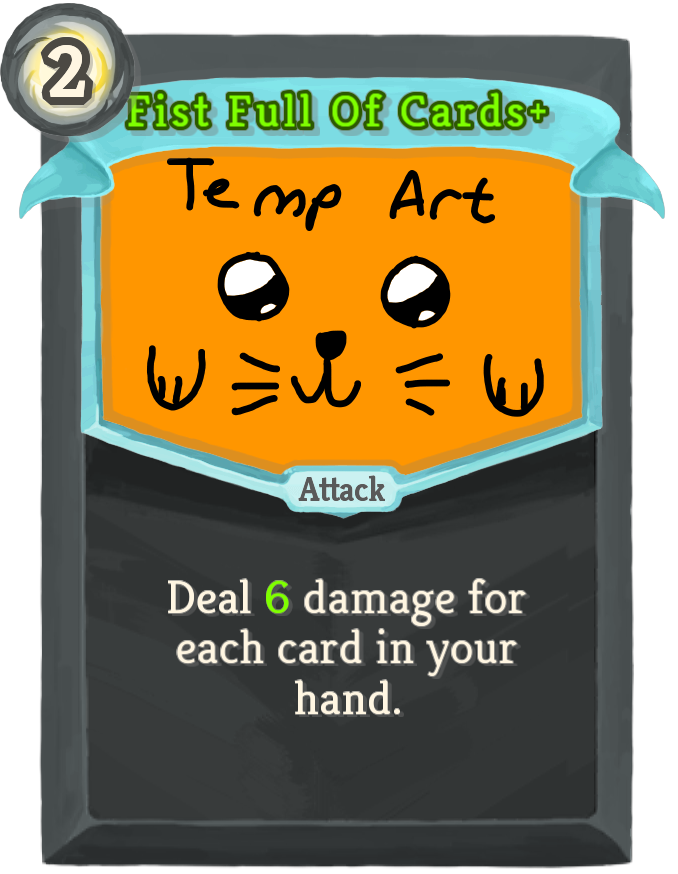 2
Fist Full Of Cards+
Temp Art
Attack
Deal 6 damage for
each card in your
hand.